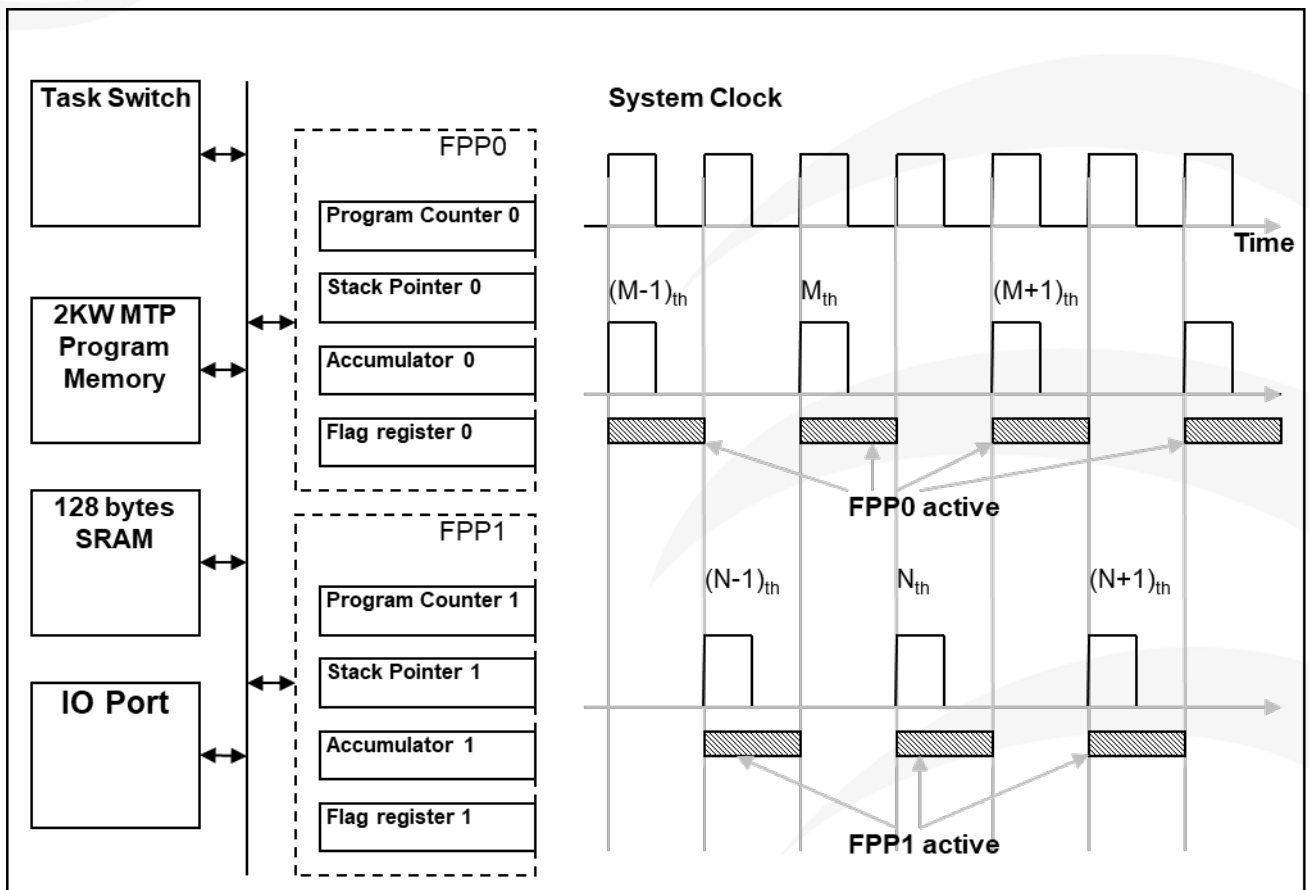 Task Switch
2KW MTP
Program
Memory
128 bytes
SRAM
IO Port
FPP0
Program Counter 0
Stack Pointer 0
Accumulator 0
Flag register 0
FPP1
Program Counter 1
Stack Pointer 1
Accumulator 1
Flag register 1
System Clock
Time
(M-1)th
Mth
(M+1)th
FPP0 active
(N-1)th
Nth
(N+1)th
FPP1 active